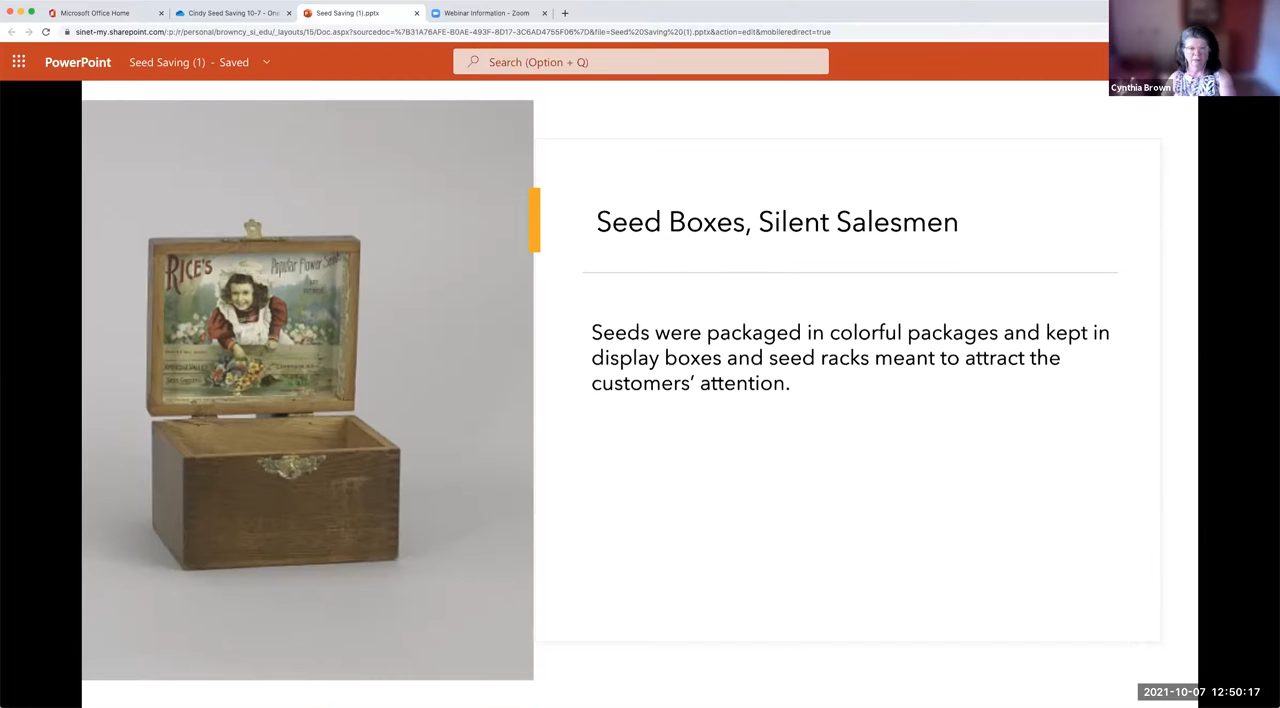 Microsoft Office Home
Cindy Seed Saving 10-7 - One
Seed Saving (1).pptx
Webinar Information - Zoom
sinet-my.sharepoint.com/:p:/r/personal/browncy_si_edu/_layouts/15/Doc.aspx?sourcedoc=%7B31A76AFE-B0AE-493F-8D17-3C6AD4755F06%7D&file=Seed%20Saving%20(1).pptx&action=edit&mobileredirect=true
PowerPoint
Seed Saving (1) - Saved
Search (Option + Q)
Cynthia Brown
RICE'S
Popular Flower Seeds
Seed Boxes, Silent Salesmen
Seeds were packaged in colorful packages and kept in
display boxes and seed racks meant to attract the
customers' attention.
2021-10-07 12:50:17